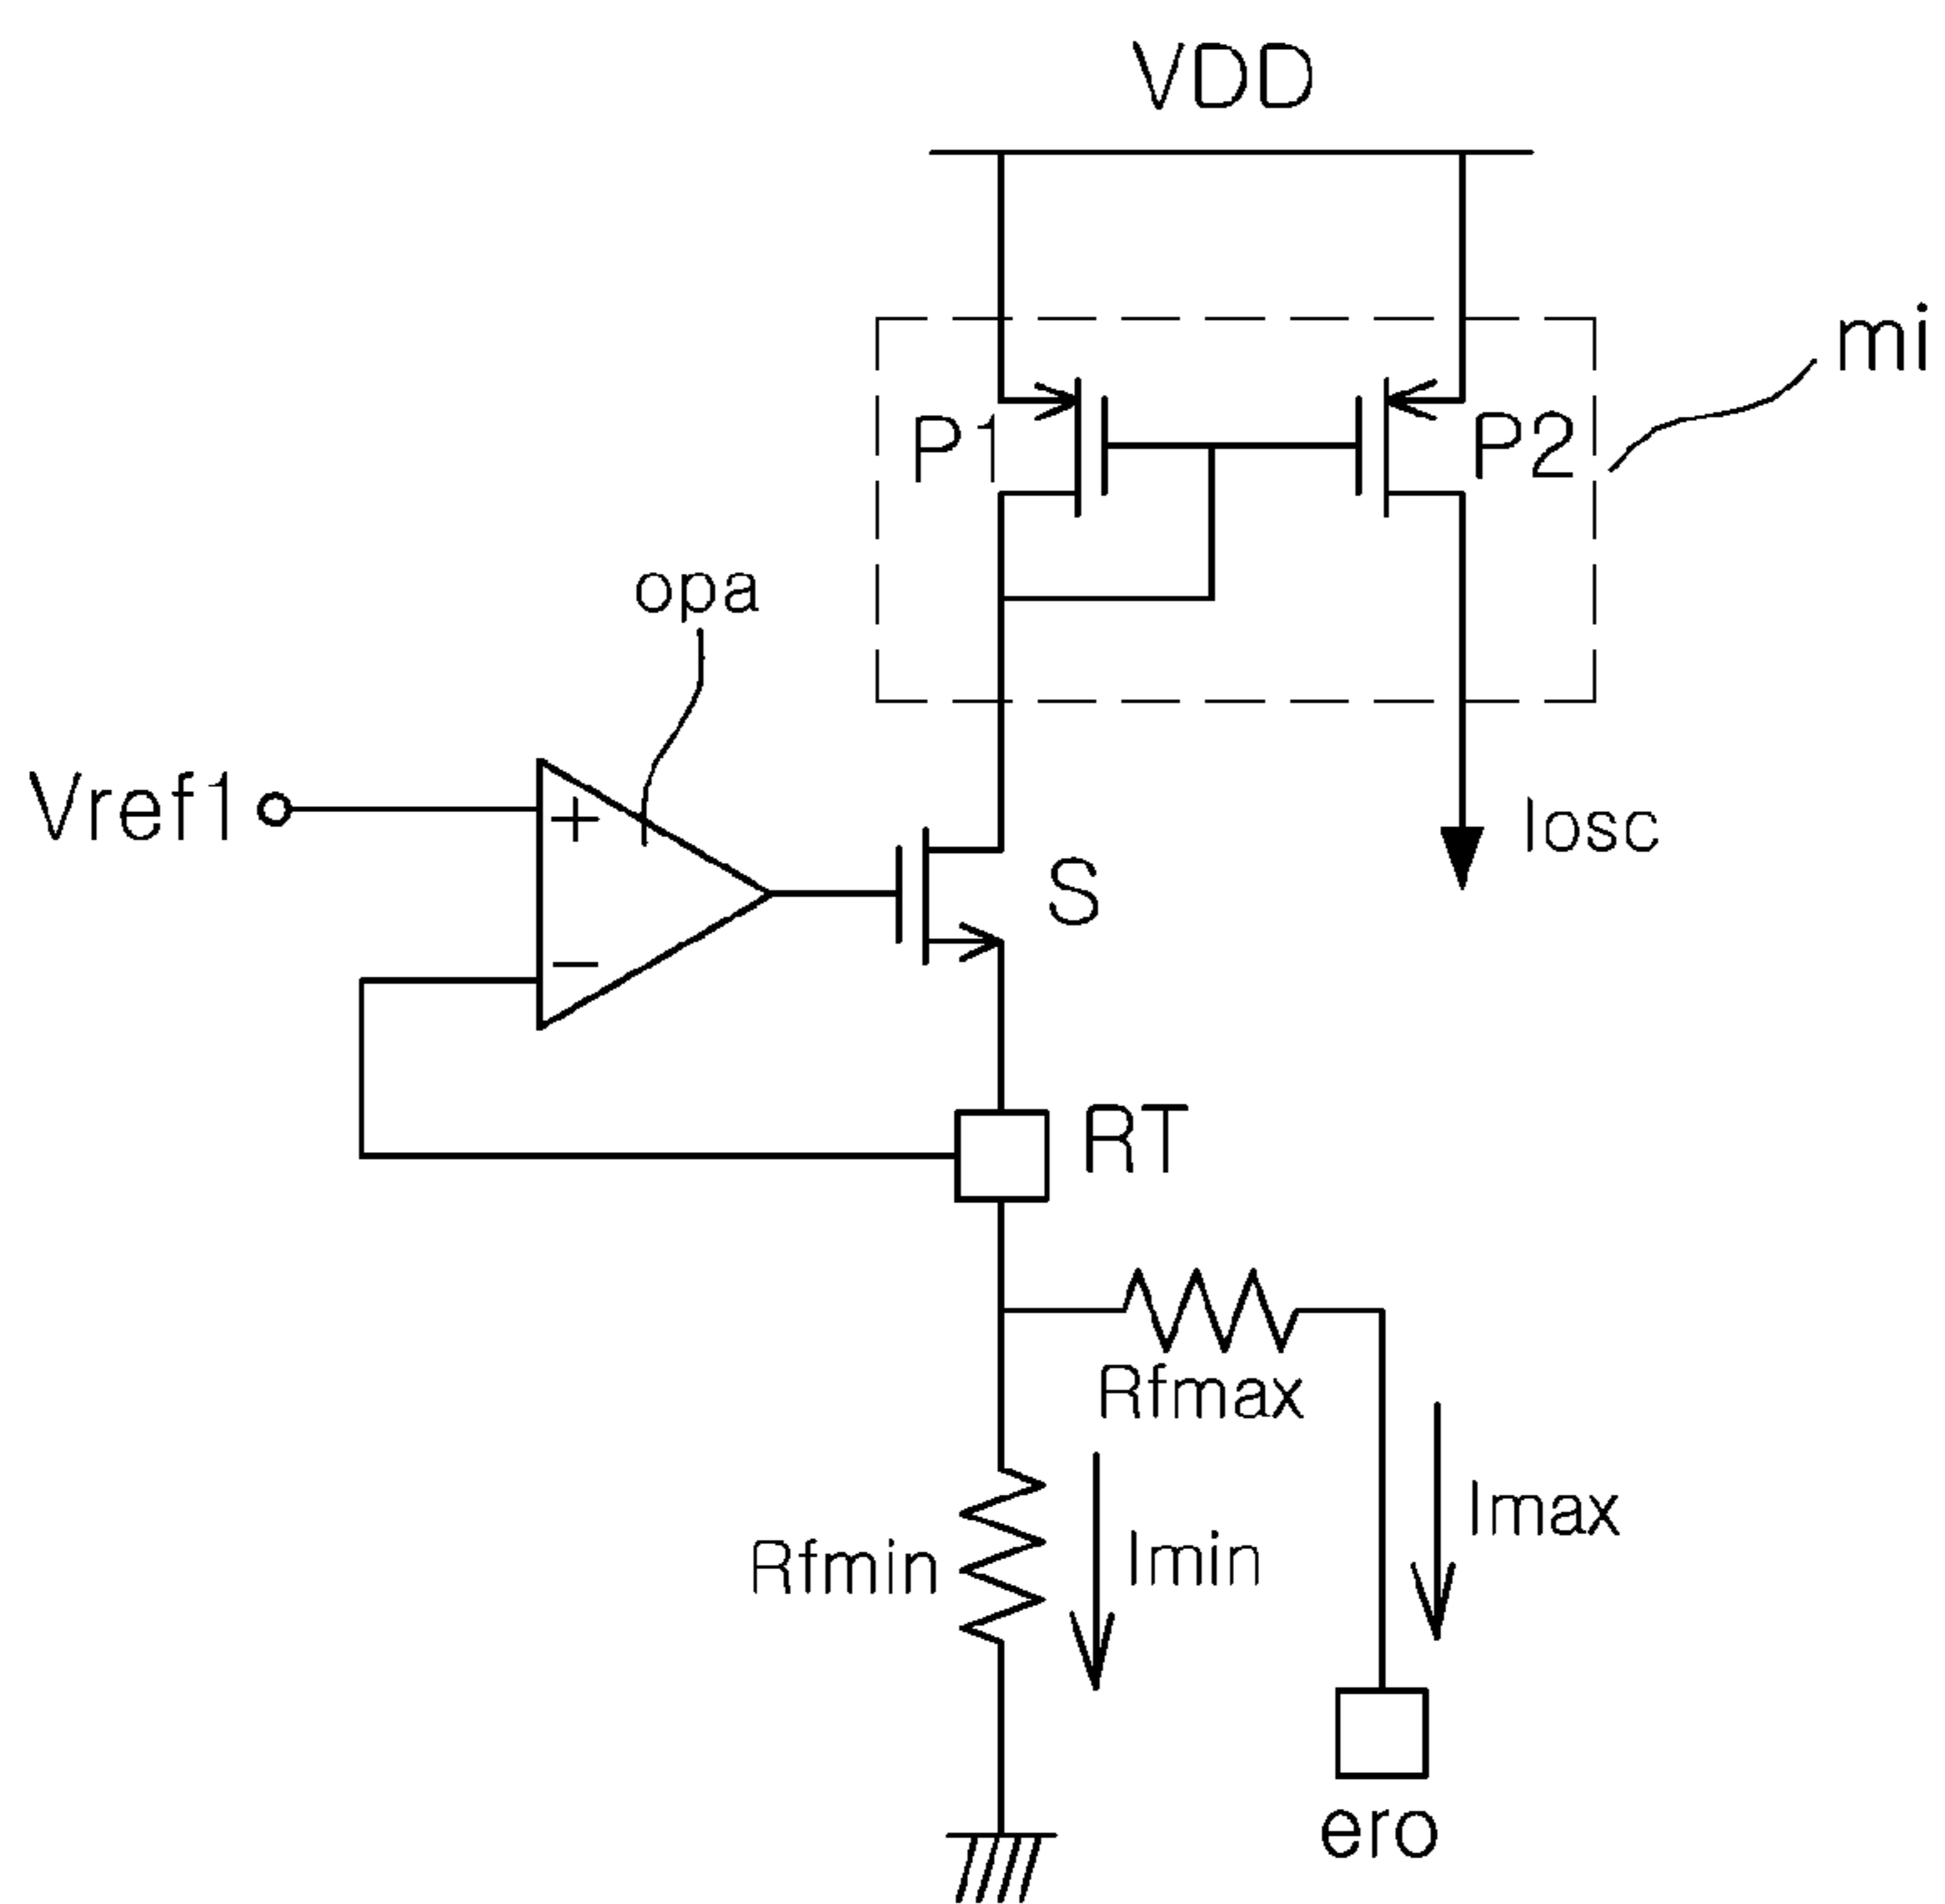 VDD
mi
P1
P2
opa
Vref1
+
Iosc
S
−
RT
Rfmax
Imax
Rfmin
Imin
ero